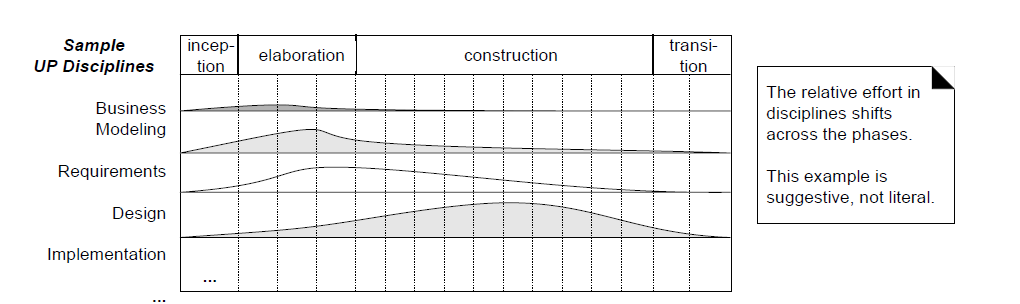 Sample
UP Disciplines
incep-
tion
elaboration
construction
transi-
tion
Business
Modeling
Requirements
Design
Implementation
...
...
The relative effort in
disciplines shifts
across the phases.
This example is
suggestive, not literal.